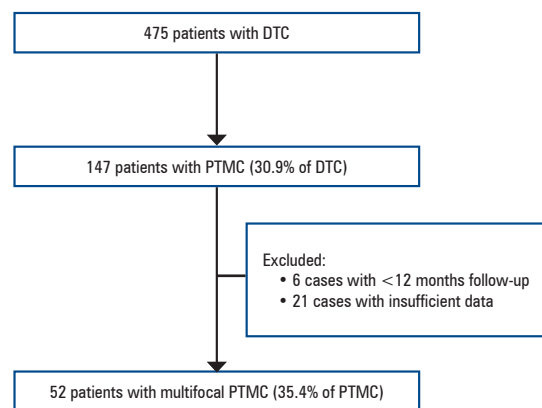 475 patients with DTC
147 patients with PTMC (30.9% of DTC)
Excluded:
• 6 cases with <12 months follow-up
• 21 cases with insufficient data
52 patients with multifocal PTMC (35.4% of PTMC)